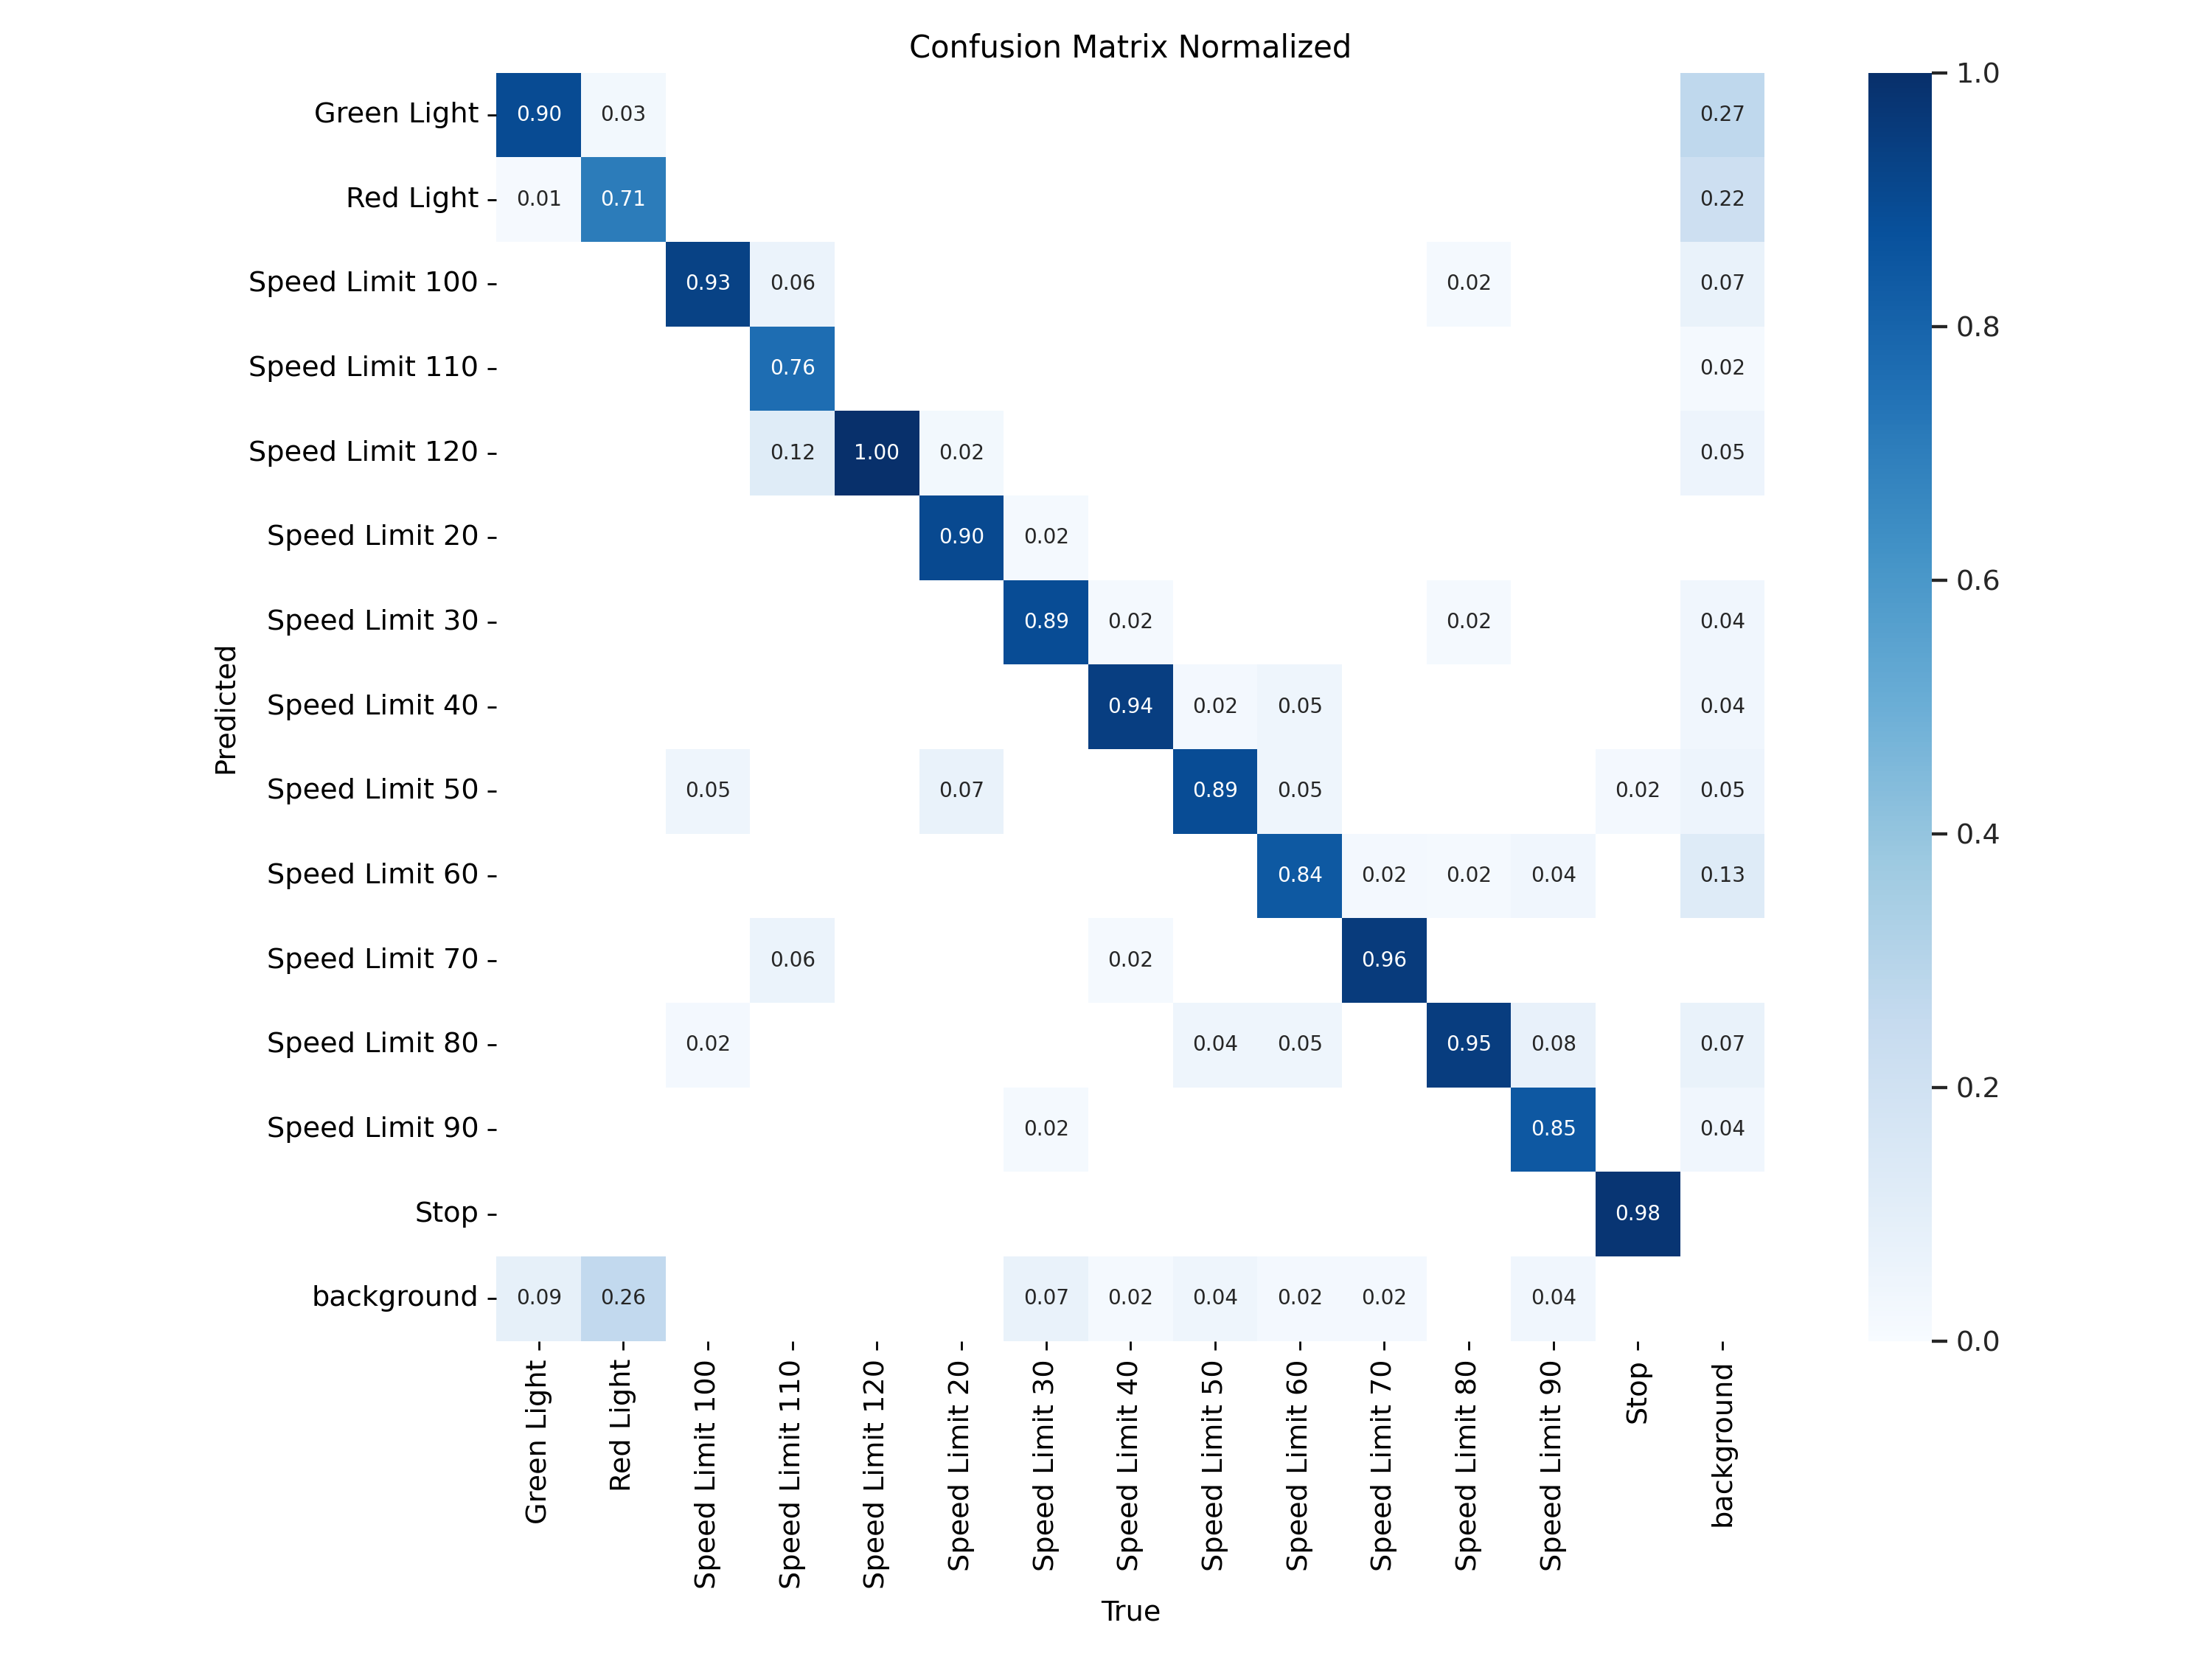 Confusion Matrix Normalized
Green Light 0.90 0.03 0.27
Red Light 0.01 0.71 0.22
Speed Limit 100 0.93 0.06 0.02 0.07
Speed Limit 110 0.76 0.02
Speed Limit 120 0.12 1.00 0.02 0.05
Speed Limit 20 0.90 0.02
Speed Limit 30 0.89 0.02 0.02 0.04
Speed Limit 40 0.94 0.02 0.05 0.04
Speed Limit 50 0.05 0.07 0.89 0.05 0.02 0.05
Speed Limit 60 0.84 0.02 0.02 0.04 0.13
Speed Limit 70 0.06 0.02 0.96
Speed Limit 80 0.02 0.04 0.05 0.95 0.08 0.07
Speed Limit 90 0.02 0.85 0.04
Stop 0.98
background 0.09 0.26 0.07 0.02 0.04 0.02 0.02 0.04
Predicted
Green Light
Red Light
Speed Limit 100
Speed Limit 110
Speed Limit 120
Speed Limit 20
Speed Limit 30
Speed Limit 40
Speed Limit 50
Speed Limit 60
Speed Limit 70
Speed Limit 80
Speed Limit 90
Stop
background
True
1.0
0.8
0.6
0.4
0.2
0.0